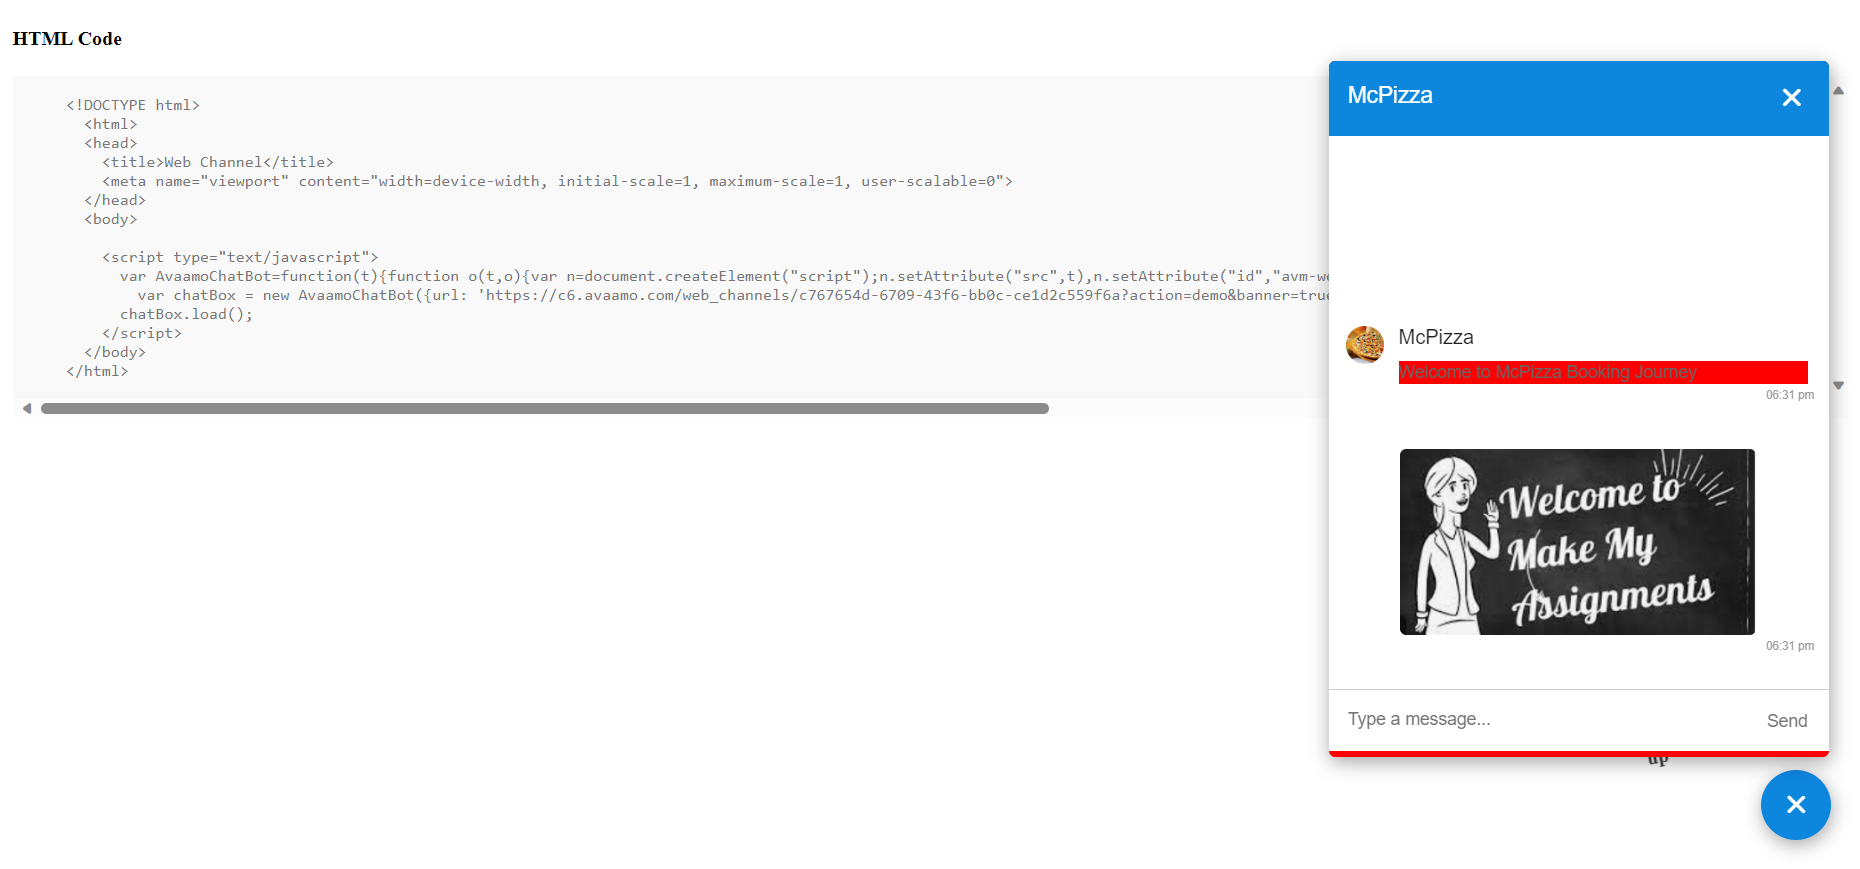 HTML Code
<!DOCTYPE html>
<html>
<head>
<title>Web Channel</title>
<meta name="viewport" content="width=device-width, initial-scale=1, maximum-scale=1, user-scalable=0">
</head>
<body>
<script type="text/javascript">
var AvaamoChatBot=function(t){function o(t,o){var n=document.createElement("script");n.setAttribute("src",t),n.setAttribute("id","avm-we
var chatBox = new AvaamoChatBot({url: 'https://c6.avaamo.com/web_channels/c767654d-6709-43f6-bb0c-ce1d2c559f6a?action=demo&banner=true
chatBox.load();
</script>
</body>
</html>
McPizza
McPizza
Welcome to McPizza Booking Journey
06:31 pm
Welcome to
Make My
Assignments
06:31 pm
Type a message...
Send
up